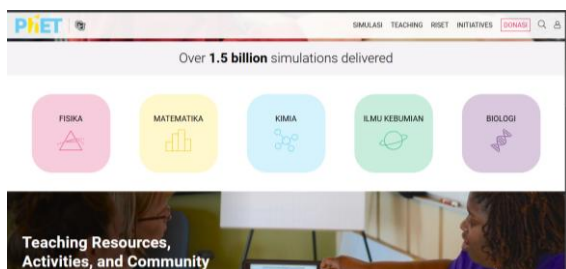 PhET
SIMULASI TEACHING RISET INITIATIVES DONASI
Over 1.5 billion simulations delivered
FISIKA
MATEMATIKA
KIMIA
ILMU KEBUMIAN
BIOLOGI
Teaching Resources,
Activities, and Community